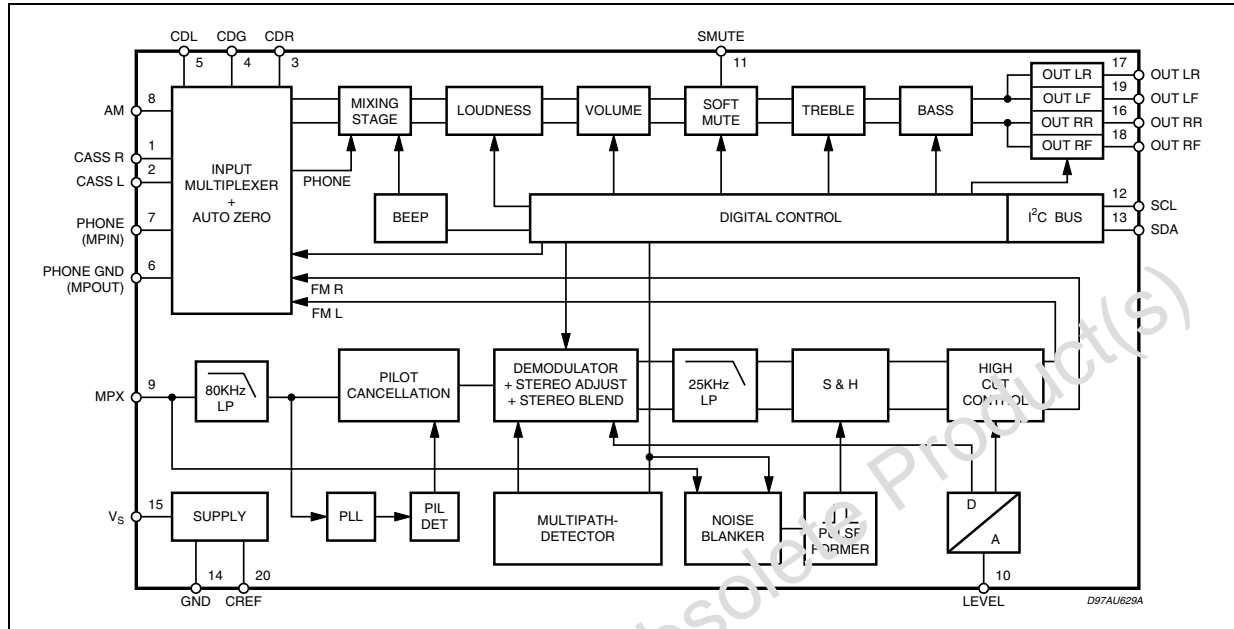 CDL CDG CDR SMUTE
5 4 3 11 17
OUT LR OUT LR
19
AM 8 MIXING STAGE LOUDNESS VOLUME SOFT MUTE TREBLE BASS OUT LF OUT LF
16
OUT RR OUT RR
18
OUT RF OUT RF
CASS R 1
CASS L 2
INPUT
MULTIPLEXER
+
AUTO ZERO
PHONE
PHONE
(MPIN) 7
BEEP DIGITAL CONTROL I²C BUS 12 SCL
13 SDA
PHONE GND
(MPOUT) 6
FM R
FM L
MPX 9
80KHz
LP
PILOT
CANCELLATION
DEMODULATOR
+ STEREO ADJUST
+ STEREO BLEND
25KHz
LP
S & H
HIGH
CUT
CONTROL
VS 15
SUPPLY
PLL
PIL
DET
MULTIPATH-
DETECTOR
NOISE
BLANKER
PULSE
FORMER
D
A
14 20 10
GND CREF LEVEL D97AU629A
Obsolete Product(s)